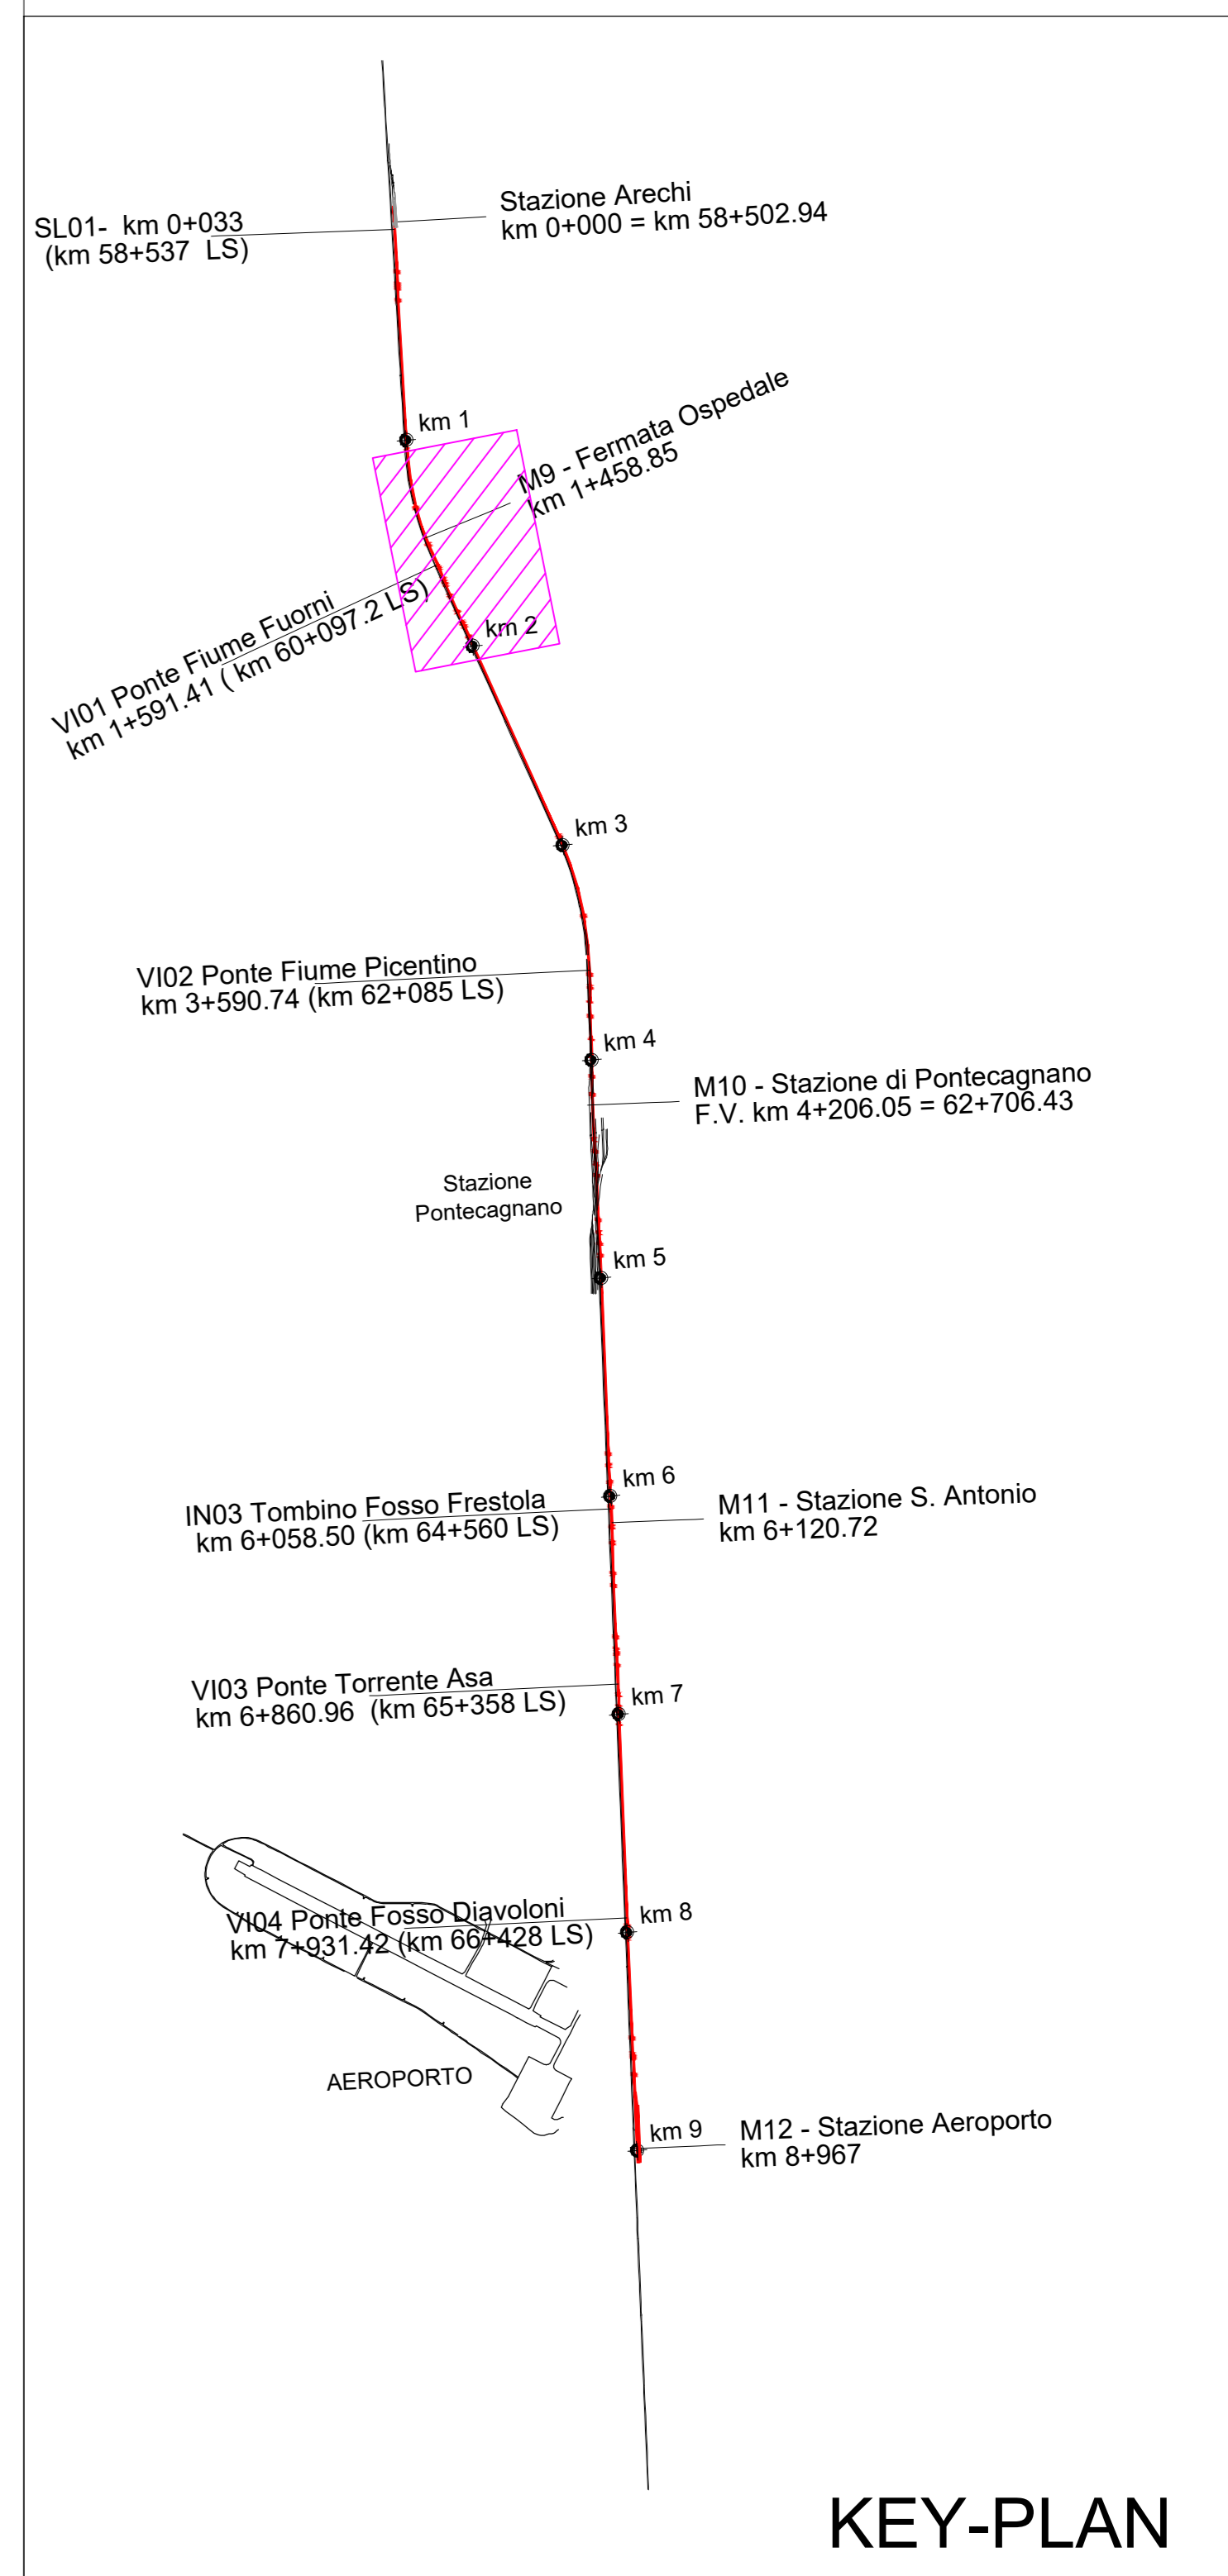 Stazione Arechi
km 0+000 = km 58+502.94
SL01- km 0+033
(km 58+537 LS)
km 1
M9 - Fermata Ospedale
km 1+458.85
VI01 Ponte Fiume Fuorni
km 1+591.41 ( km 60+097.2 LS)
km 2
km 3
VI02 Ponte Fiume Picentino
km 3+590.74 (km 62+085 LS)
km 4
M10 - Stazione di Pontecagnano
F.V. km 4+206.05 = 62+706.43
Stazione
Pontecagnano
km 5
km 6
IN03 Tombino Fosso Frestola
km 6+058.50 (km 64+560 LS)
M11 - Stazione S. Antonio
km 6+120.72
VI03 Ponte Torrente Asa
km 6+860.96 (km 65+358 LS)
km 7
VI04 Ponte Fosso Diavoloni
km 7+931.42 (km 66+428 LS)
km 8
AEROPORTO
km 9
M12 - Stazione Aeroporto
km 8+967
KEY-PLAN